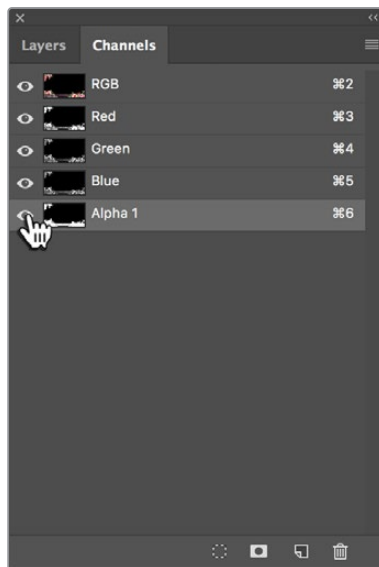 Layers Channels
RGB ⌘2
Red ⌘3
Green ⌘4
Blue ⌘5
Alpha 1 ⌘6